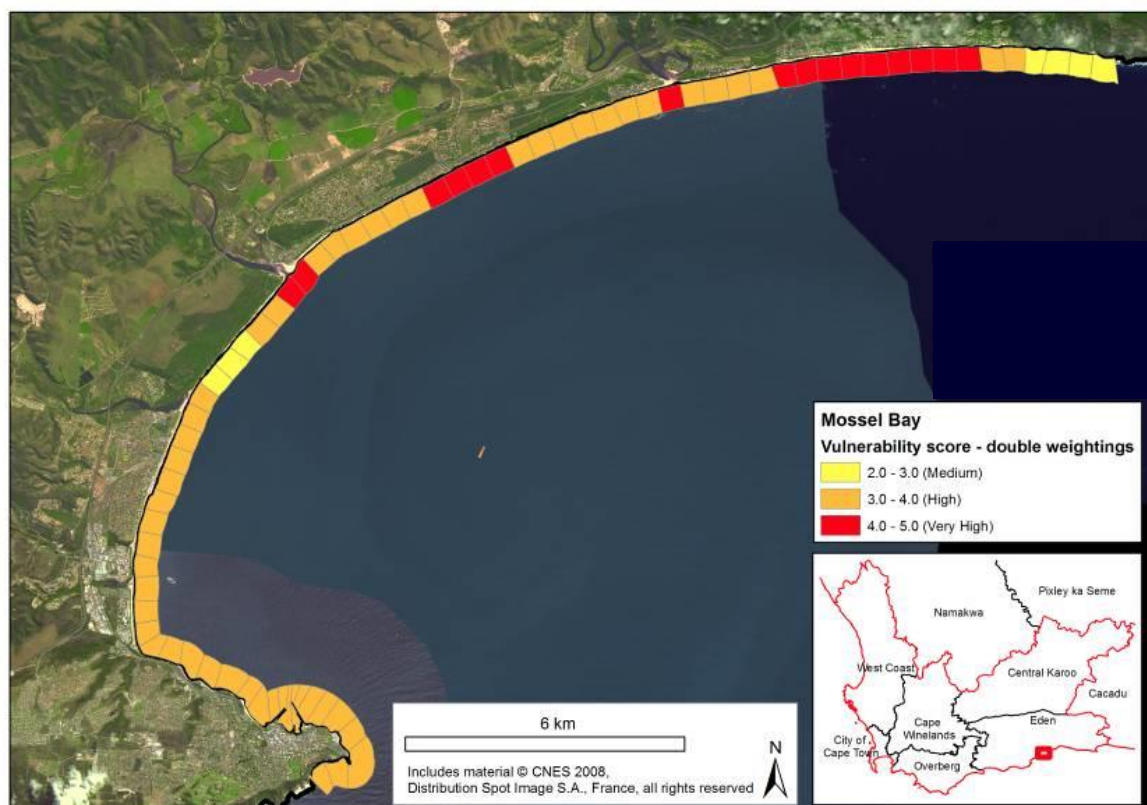 Mossel Bay
Vulnerability score - double weightings
2.0 - 3.0 (Medium)
3.0 - 4.0 (High)
4.0 - 5.0 (Very High)
6 km
N
Includes material © CNES 2008,
Distribution Spot Image S.A., France, all rights reserved
Pixley ka Seme
Namakwa
West Coast
Central Karoo
Cacadu
Cape
Winelands
Eden
City of
Cape Town
Overberg